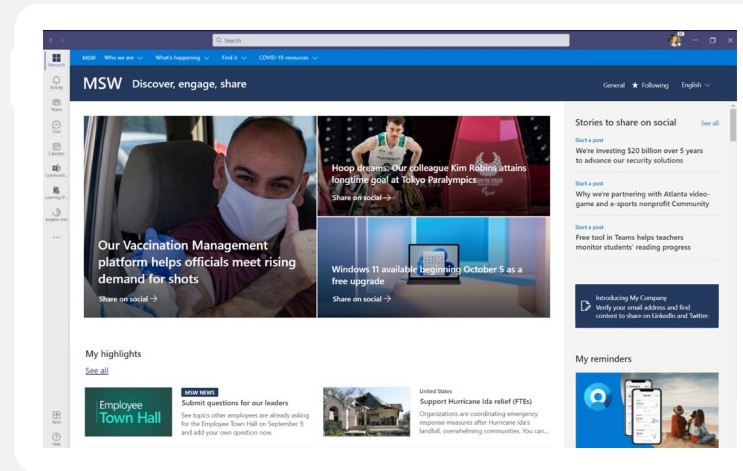 Search
Microsoft
MSW
Who we are
What's happening
Find it
COVID-19 resources
Activity
Teams
Calendar
Apps
Help
MSW Discover, engage, share
General
Following
English
Our Vaccination Management
platform helps officials meet rising
demand for shots
Share on social →
Hoop dreams: Our colleague Kim Robins attains
longtime goal at Tokyo Paralympics
Share on social →
Windows 11 available beginning October 5 as a
free upgrade
Share on social →
Stories to share on social
See all
Start a post
We're investing $20 billion over 5 years
to advance our security solutions
Start a post
Why we're partnering with Atlanta video-
game and e-sports nonprofit Cxmmunity
Start a post
Free tool in Teams helps teachers
monitor students' reading progress
Introducing My Company
Verify your email address and find
content to share on LinkedIn and Twitter.
My highlights
See all
Employee
Town Hall
MSW NEWS
Submit questions for our leaders
See topics other employees are already asking
for the Employee Town Hall on September 9,
and add your own question now.
United States
Support Hurricane Ida relief (FTEs)
Organizations are coordinating emergency
response measures after Hurricane Ida's
landfall, overwhelming communities. You can...
My reminders